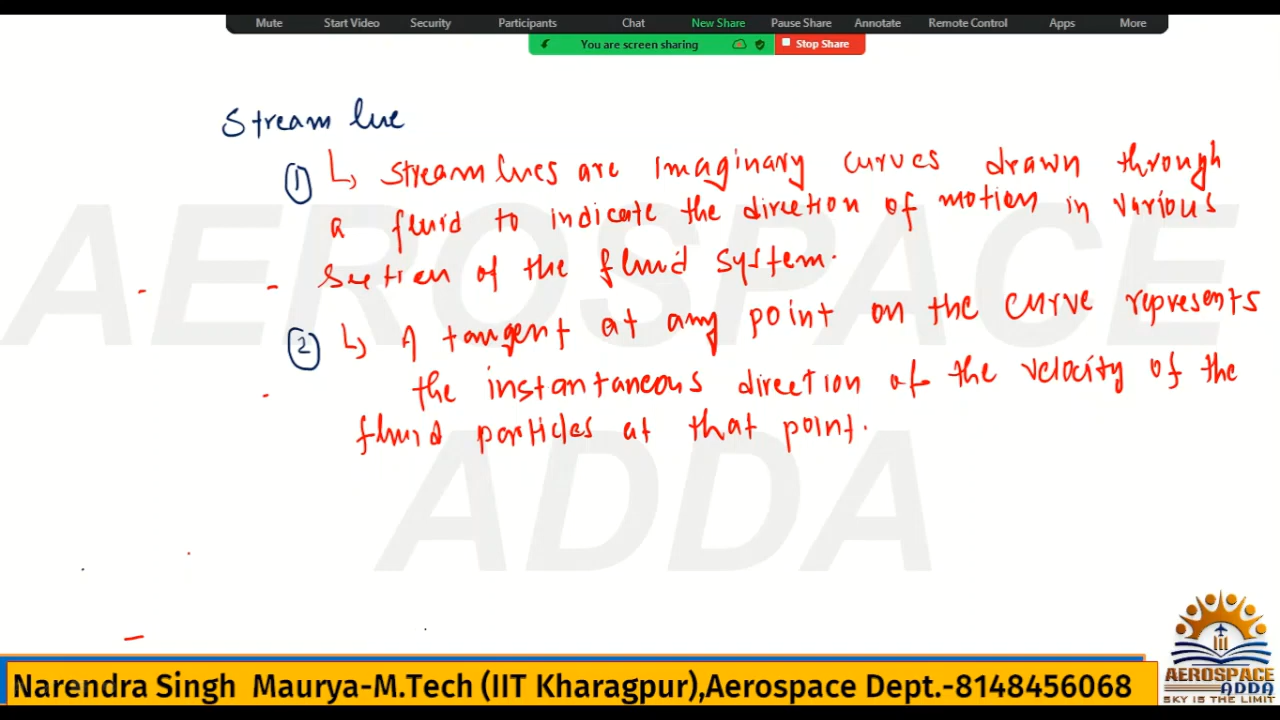 Mute Start Video Security Participants Chat New Share Pause Share Annotate Remote Control Apps More
You are screen sharing Stop Share
Stream line
① ↳ streamlines are imaginary curves drawn through
a fluid to indicate the direction of motion in various
section of the fluid system.
② ↳ A tangent at any point on the curve represents
the instantaneous direction of the velocity of the
fluid particles at that point.
AEROSPACE
ADDA
Narendra Singh Maurya-M.Tech (IIT Kharagpur),Aerospace Dept.-8148456068
AEROSPACE
ADDA
SKY IS THE LIMIT